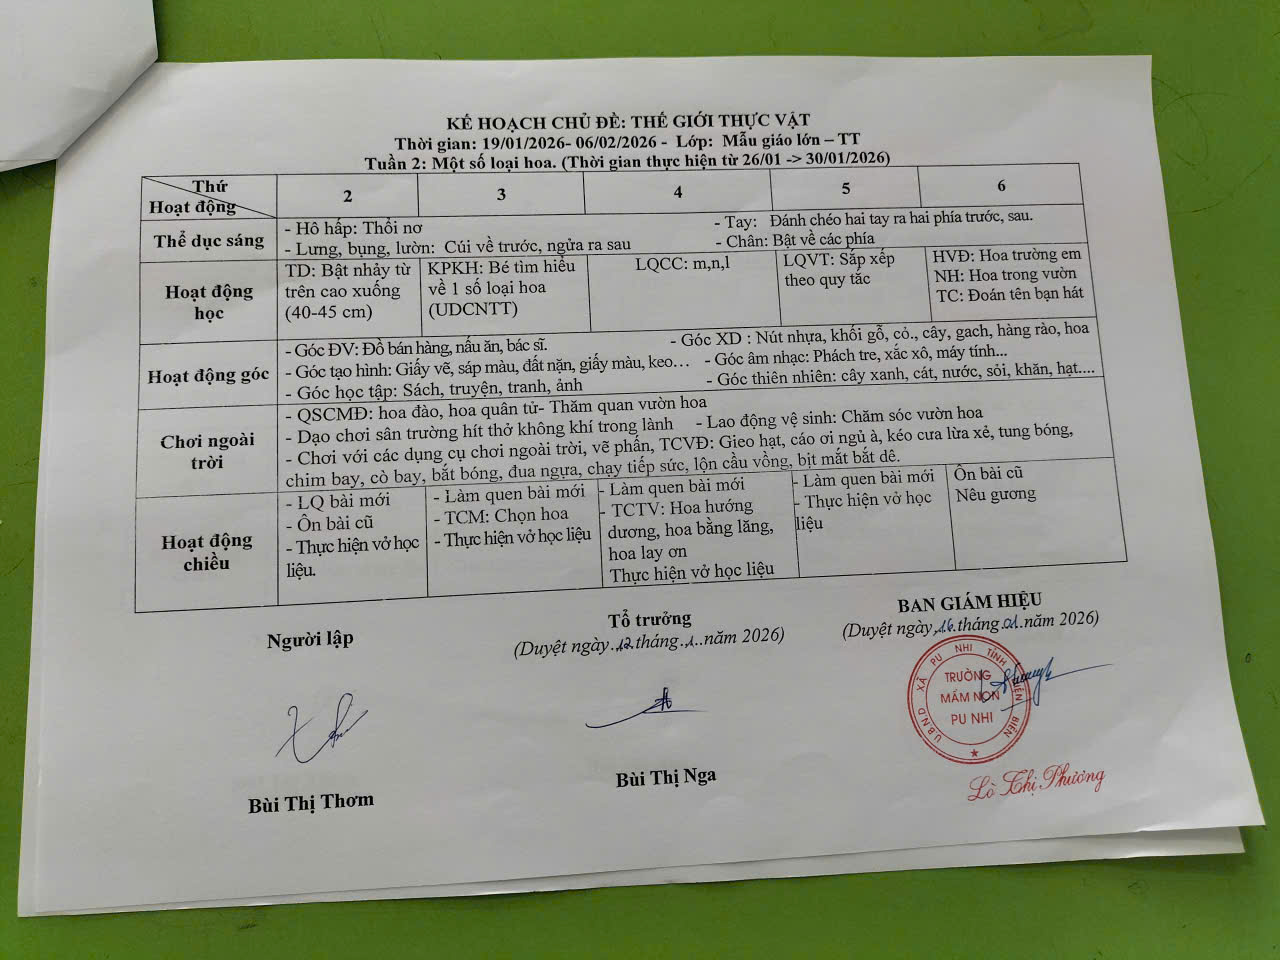 KẾ HOẠCH CHỦ ĐỀ: THẾ GIỚI THỰC VẬT
Thời gian: 19/01/2026- 06/02/2026 - Lớp: Mẫu giáo lớn – TT
Tuần 2: Một số loại hoa. (Thời gian thực hiện từ 26/01 -> 30/01/2026)
Thứ
Hoạt động
2
3
4
5
6
Thể dục sáng
- Hô hấp: Thổi nơ
- Tay: Đánh chéo hai tay ra hai phía trước, sau.
- Lưng, bụng, lườn: Cúi về trước, ngửa ra sau
- Chân: Bật về các phía
Hoạt động
học
TD: Bật nhảy từ
trên cao xuống
(40-45 cm)
KPKH: Bé tìm hiểu
về 1 số loại hoa
(UDCNTT)
LQCC: m,n,l
LQVT: Sắp xếp
theo quy tắc
HVĐ: Hoa trường em
NH: Hoa trong vườn
TC: Đoán tên bạn hát
Hoạt động góc
- Góc ĐV: Đồ bán hàng, nấu ăn, bác sĩ.
- Góc XD : Nút nhựa, khối gỗ, cỏ., cây, gạch, hàng rào, hoa
- Góc tạo hình: Giấy vẽ, sáp màu, đất nặn, giấy màu, keo…
- Góc âm nhạc: Phách tre, xắc xô, máy tính...
- Góc học tập: Sách, truyện, tranh, ảnh
- Góc thiên nhiên: cây xanh, cát, nước, sỏi, khăn, hạt....
Chơi ngoài
trời
- QSCMĐ: hoa đào, hoa quân tử- Thăm quan vườn hoa
- Dạo chơi sân trường hít thở không khí trong lành
- Lao động vệ sinh: Chăm sóc vườn hoa
- Chơi với các dụng cụ chơi ngoài trời, vẽ phấn, TCVĐ: Gieo hạt, cáo ơi ngủ à, kéo cưa lừa xẻ, tung bóng,
chim bay, cò bay, bắt bóng, đua ngựa, chạy tiếp sức, lộn cầu vồng, bịt mắt bắt dê.
Hoạt động
chiều
- LQ bài mới
- Ôn bài cũ
- Thực hiện vở học
liệu.
- Làm quen bài mới
- TCM: Chọn hoa
- Thực hiện vở học liệu
- Làm quen bài mới
- TCTV: Hoa hướng
dương, hoa bằng lăng,
hoa lay ơn
Thực hiện vở học liệu
- Làm quen bài mới
- Thực hiện vở học
liệu
Ôn bài cũ
Nêu gương
Người lập
Tổ trưởng
(Duyệt ngày..12.tháng..1..năm 2026)
BAN GIÁM HIỆU
(Duyệt ngày.16.tháng.01..năm 2026)
U.B.N.D XÃ PU NHI TỈNH ĐIỆN BIÊN
TRƯỜNG
MẦM NON
PU NHI
Bùi Thị Thơm
Bùi Thị Nga
Lò Thị Phương